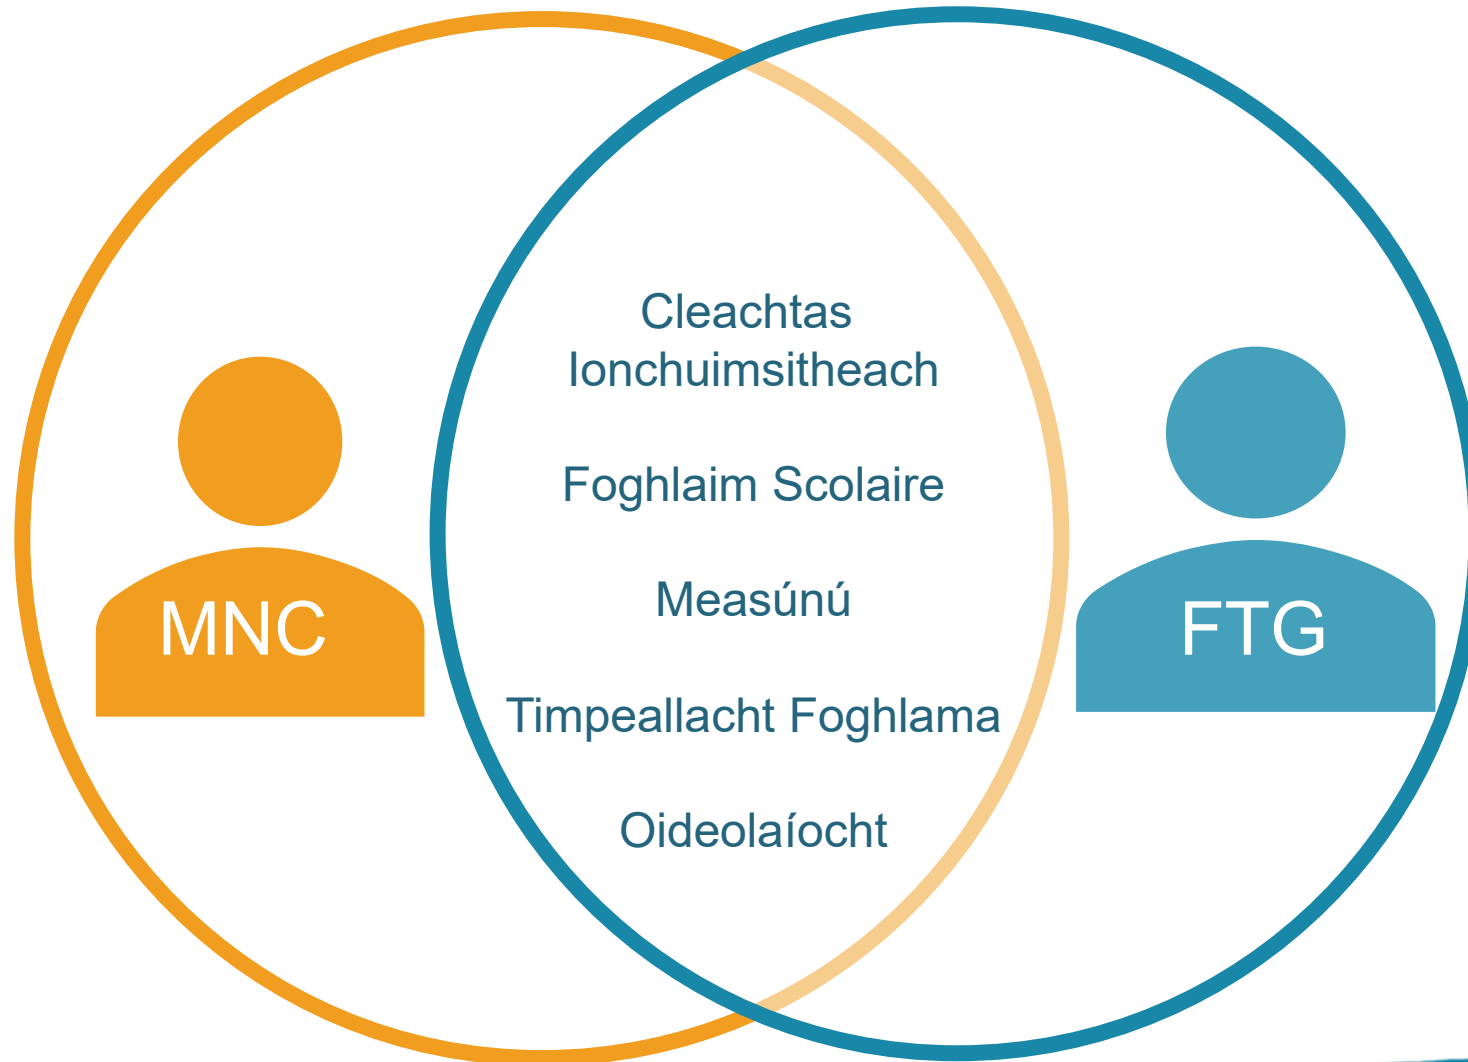 Cleachtas
Ionchuimsitheach
Foghlaim Scolaire
Measúnú
Timpeallacht Foghlama
Oideolaíocht
MNC
FTG